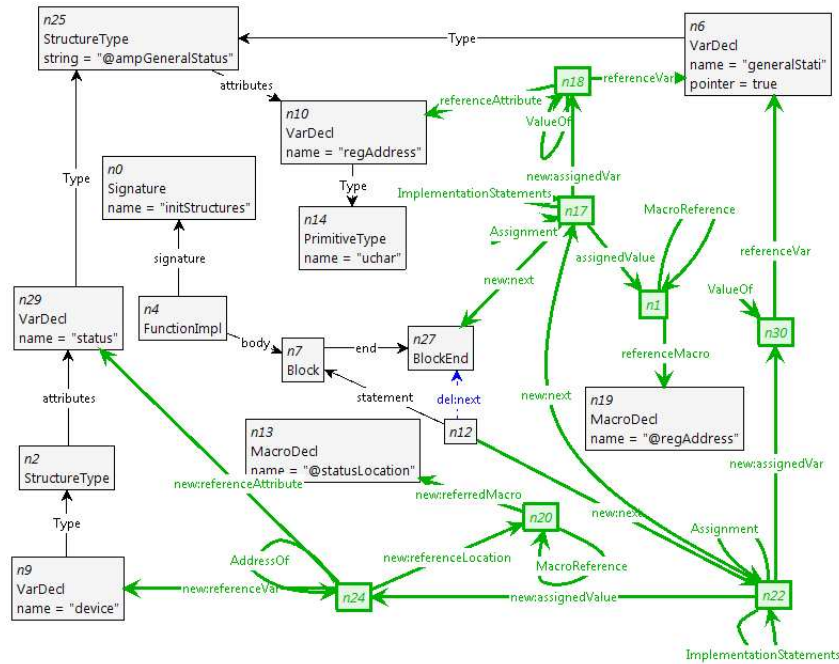 n25
StructureType
string = "@ampGeneralStatus"
n6
VarDecl
name = "generalStati"
pointer = true
Type
attributes
n18
referenceVar
referenceAttribute
ValueOf
n10
VarDecl
name = "regAddress"
new:assignedVar
Type
Type
n0
Signature
name = "initStructures"
ImplementationStatements
n17
Assignment
MacroReference
n14
PrimitiveType
name = "uchar"
signature
assignedValue
referenceVar
new:next
n29
VarDecl
name = "status"
n4
FunctionImpl
n1
ValueOf
n30
body
n7
Block
end
n27
BlockEnd
referenceMacro
attributes
statement
del:next
new:next
n19
MacroDecl
name = "@regAddress"
n12
n13
MacroDecl
name = "@statusLocation"
n2
StructureType
new:referenceAttribute
new:assignedVar
new:referredMacro
new:next
n20
Type
Assignment
AddressOf
new:referenceLocation
MacroReference
n9
VarDecl
name = "device"
new:referenceVar
n24
new:assignedValue
n22
ImplementationStatements